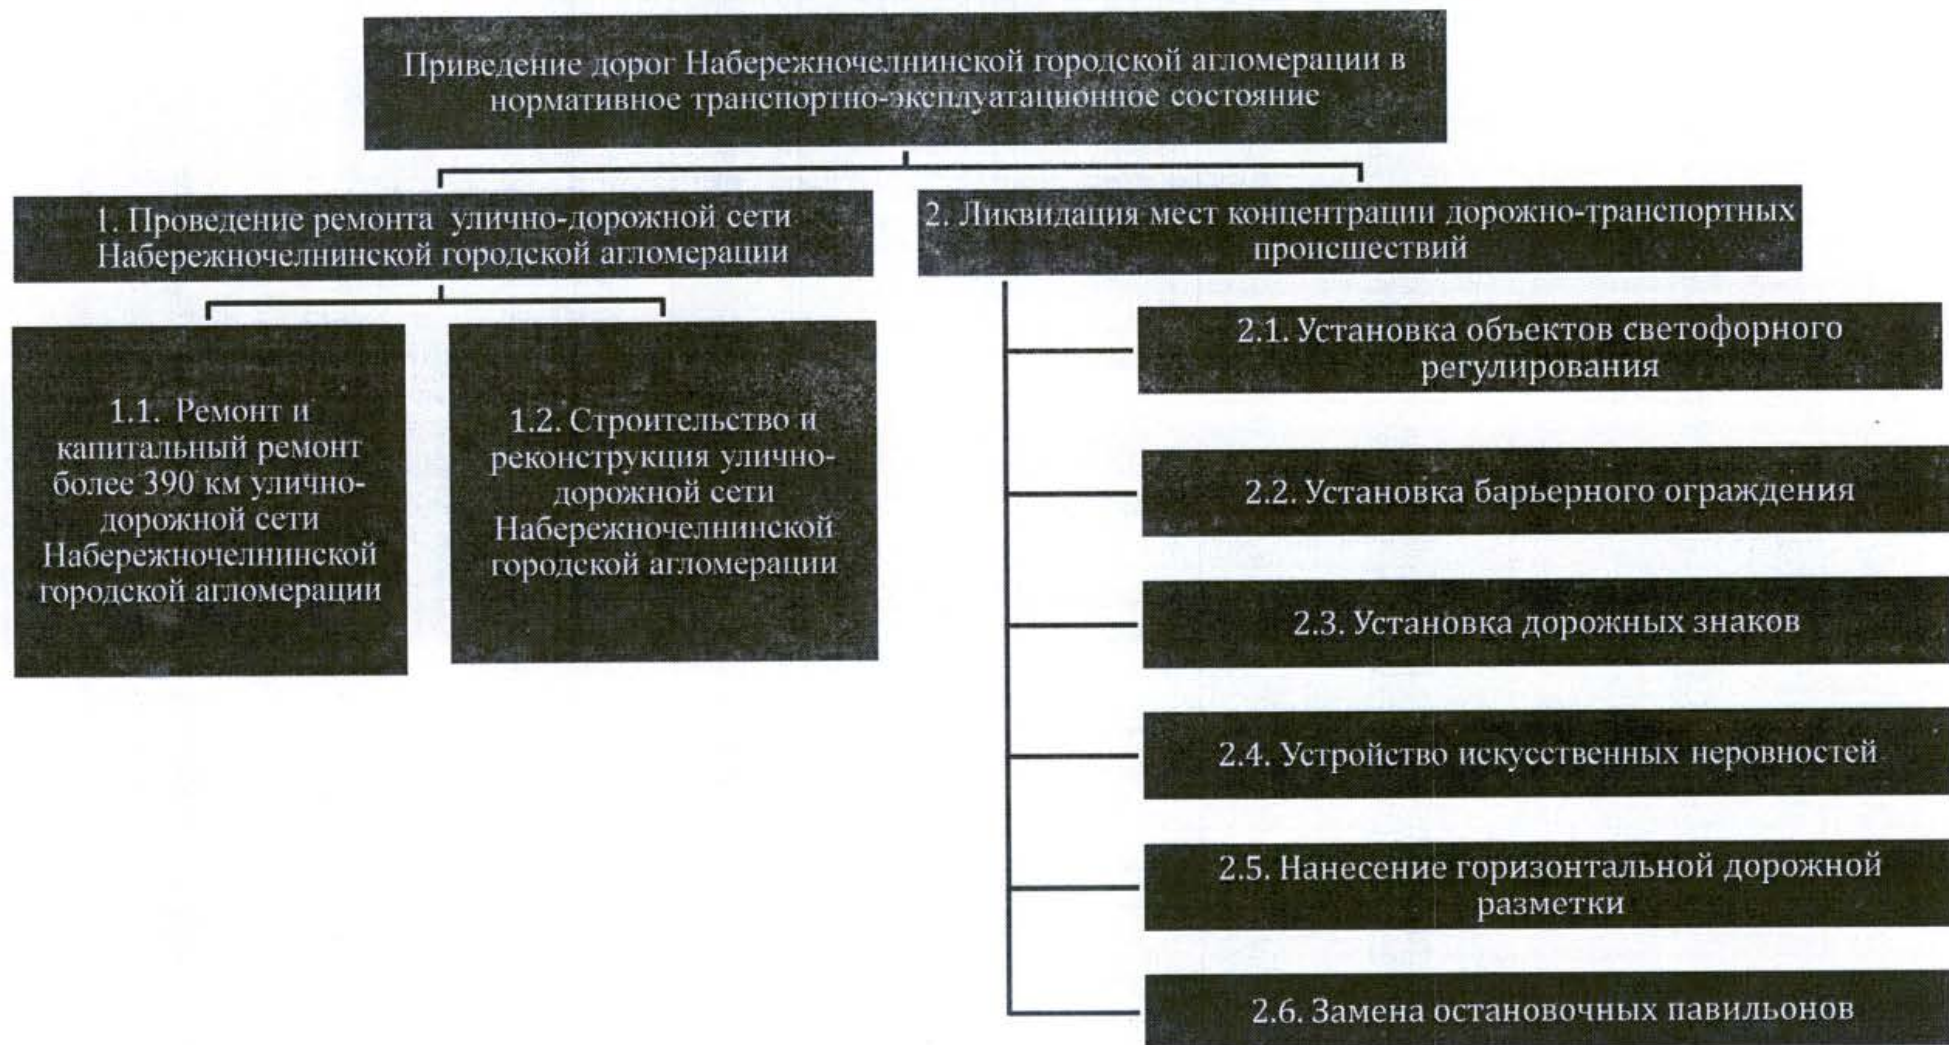 Приведение дорог Набережночелнинской городской агломерации в
нормативное транспортно-эксплуатационное состояние
1. Проведение ремонта улично-дорожной сети
Набережночелнинской городской агломерации
2. Ликвидация мест концентрации дорожно-транспортных
происшествий
1.1. Ремонт и
капитальный ремонт
более 390 км улично-
дорожной сети
Набережночелнинской
городской агломерации
1.2. Строительство и
реконструкция улично-
дорожной сети
Набережночелнинской
городской агломерации
2.1. Установка объектов светофорного
регулирования
2.2. Установка барьерного ограждения
2.3. Установка дорожных знаков
2.4. Устройство искусственных неровностей
2.5. Нанесение горизонтальной дорожной
разметки
2.6. Замена остановочных павильонов